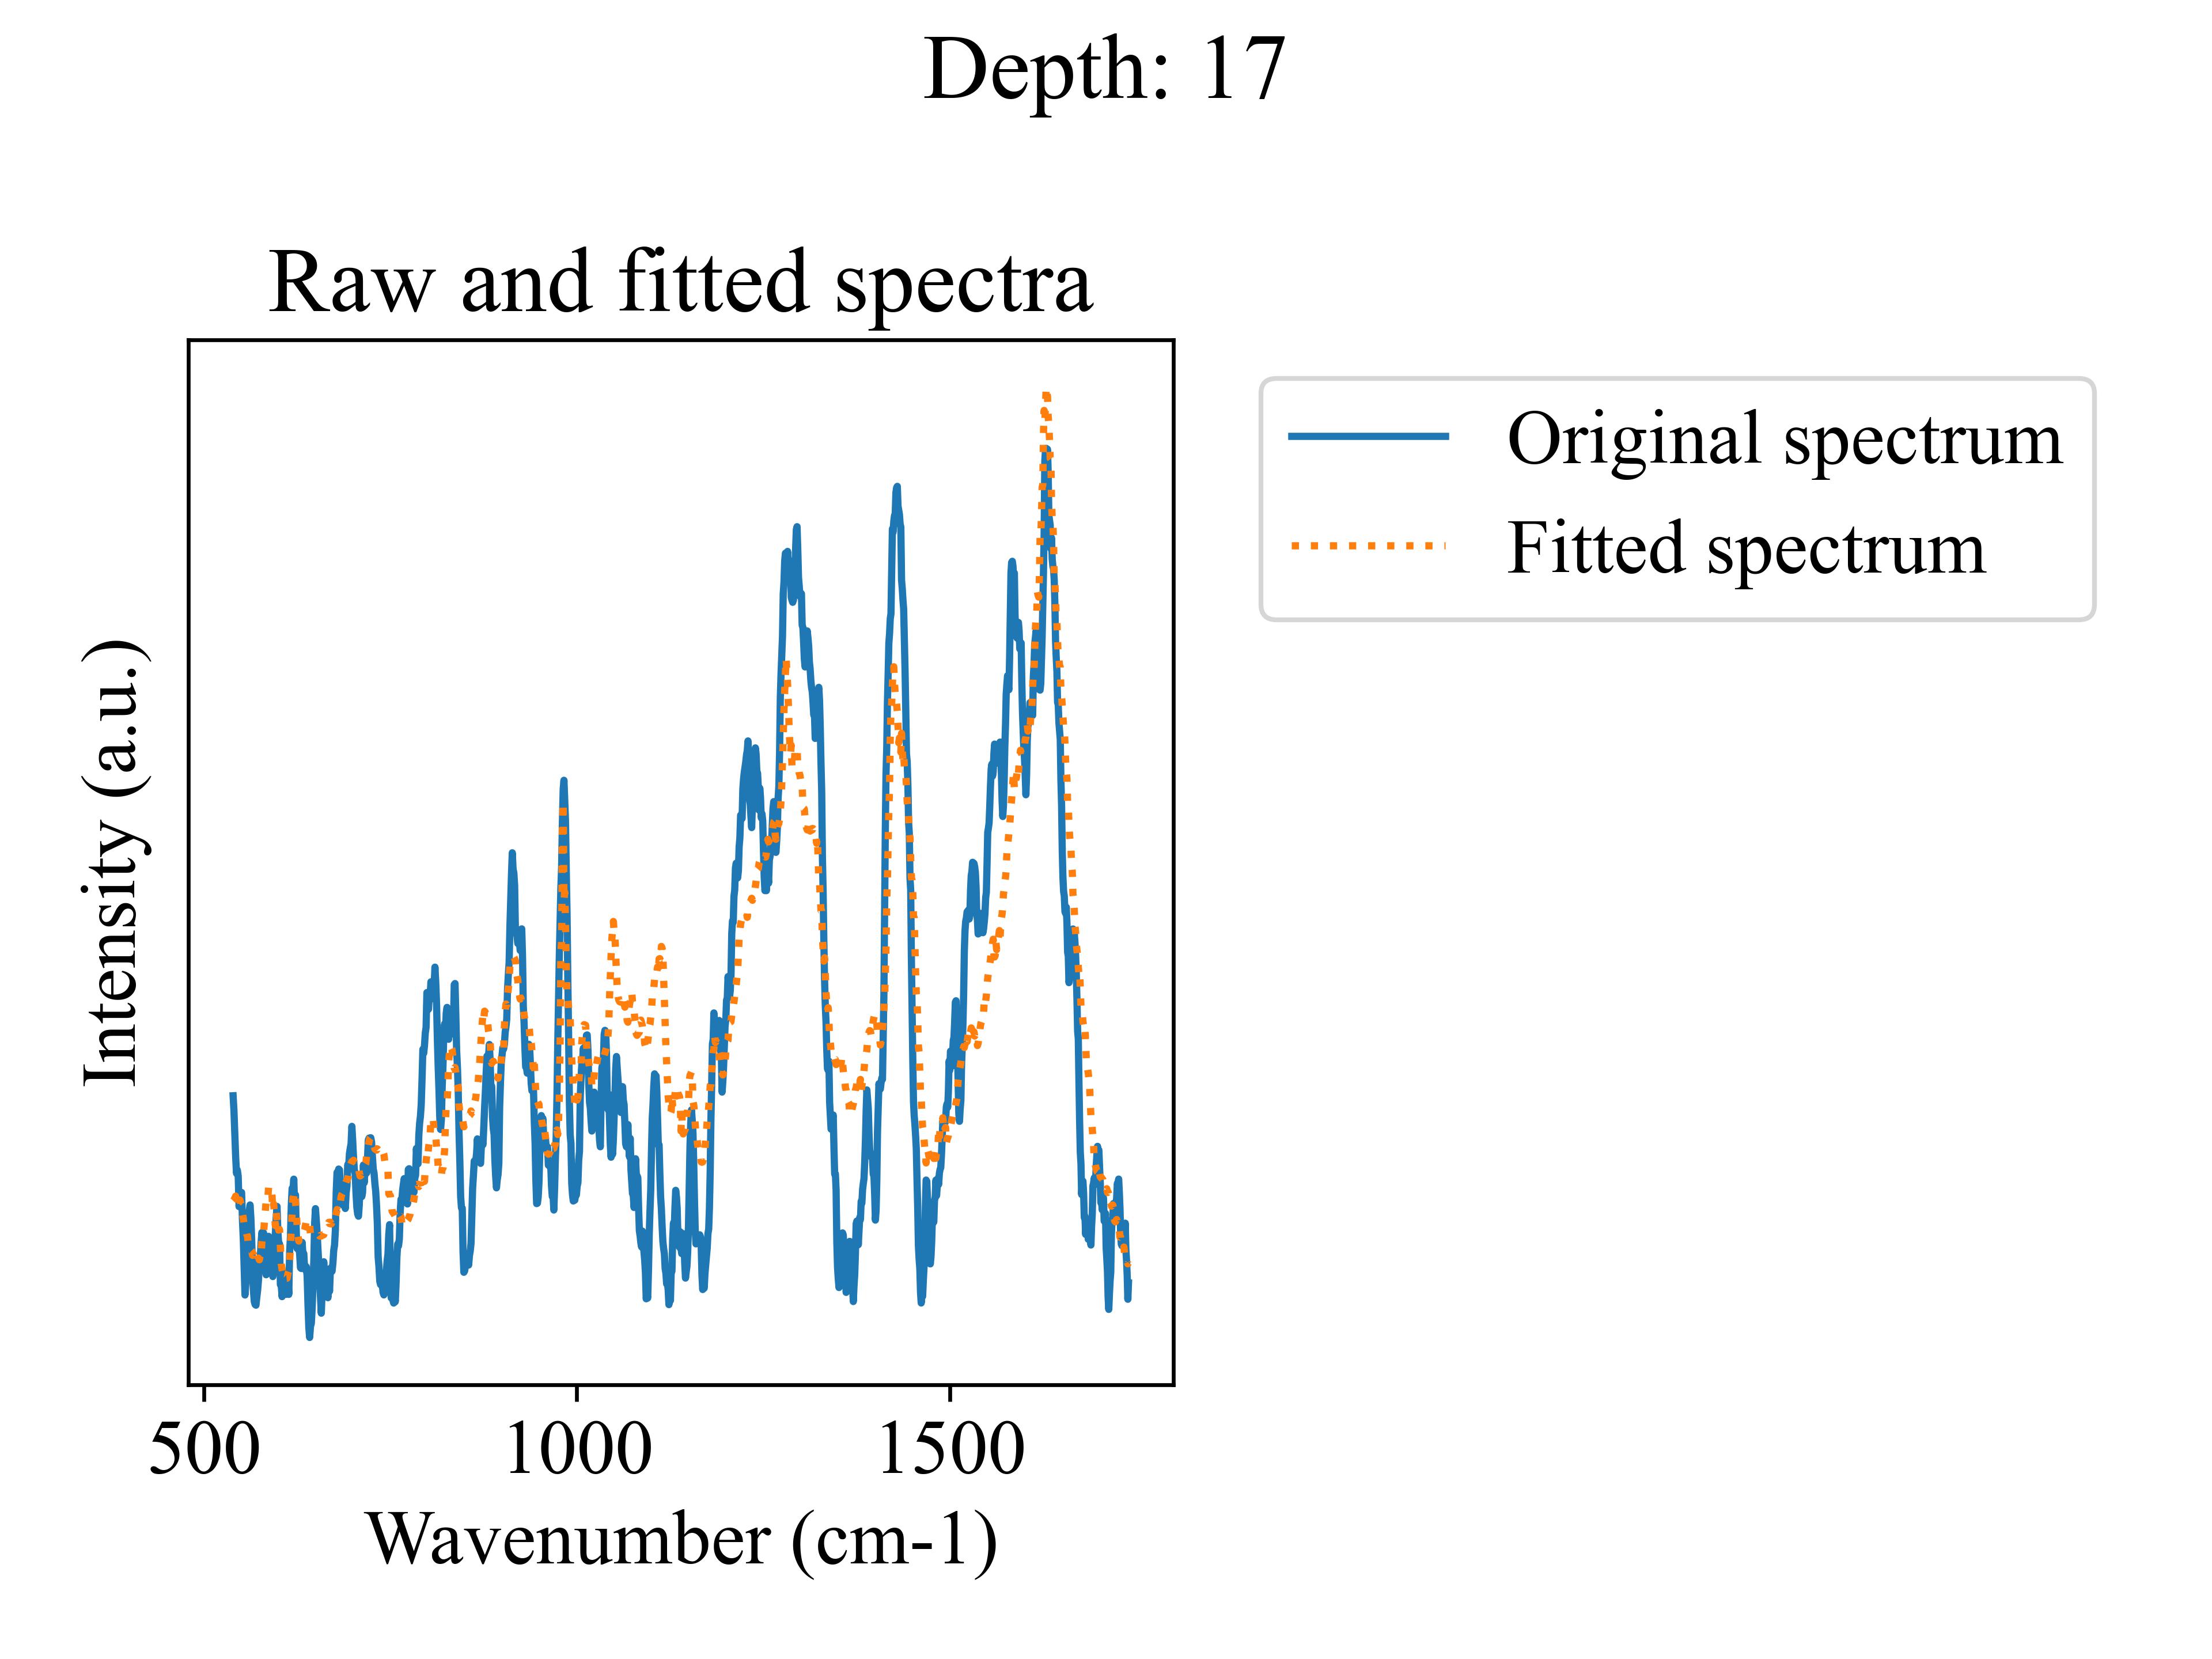 Depth: 17
Raw and fitted spectra
Original spectrum
Fitted spectrum
Intensity (a.u.)
500 1000 1500
Wavenumber (cm-1)